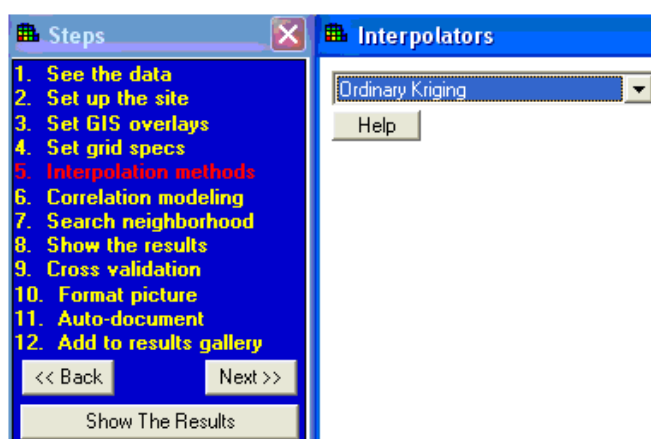 Steps
1. See the data
2. Set up the site
3. Set GIS overlays
4. Set grid specs
5. Interpolation methods
6. Correlation modeling
7. Search neighborhood
8. Show the results
9. Cross validation
10. Format picture
11. Auto-document
12. Add to results gallery
<< Back
Next >>
Show The Results
Interpolators
Ordinary Kriging
Help